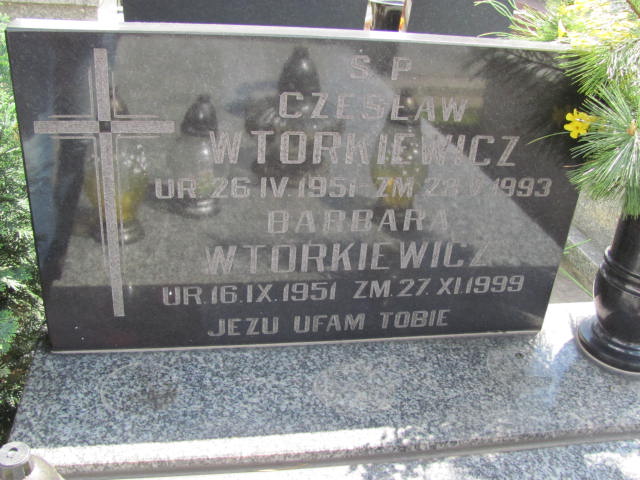 S.P.
CZESŁAW
WTORKIEWICZ
UR. 26 IV. 1951 ZM. 1993
BARBARA
WTORKIEWICZ
UR. 16. IX. 1951 ZM. 27. XI. 1999
JEZU UFAM TOBIE